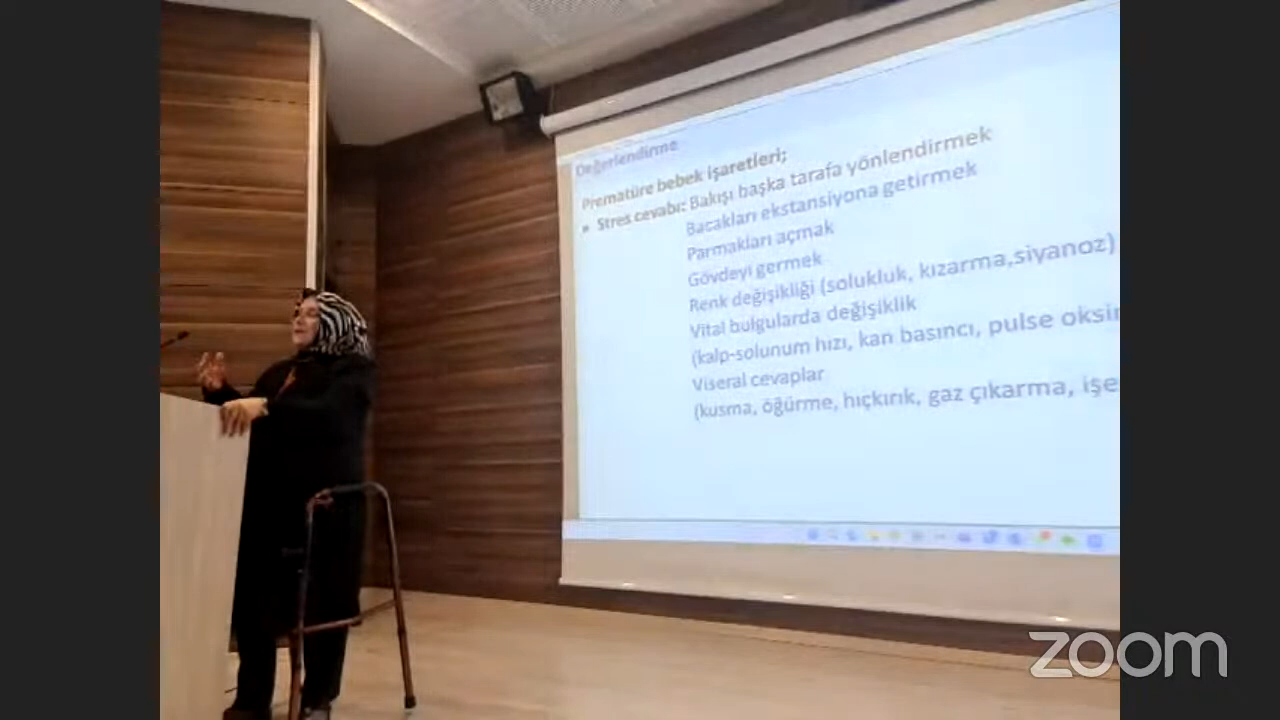 Değerlendirme
Prematüre bebek işaretleri;
• Stres cevabı: Bakışı başka tarafa yönlendirmek
Bacakları ekstansiyona getirmek
Parmakları açmak
Gövdeyi germek
Renk değişikliği (solukluk, kızarma,siyanoz)
Vital bulgularda değişiklik
(kalp-solunum hızı, kan basıncı, pulse oksi
Viseral cevaplar
(kusma, öğürme, hıçkırık, gaz çıkarma, işe
zoom